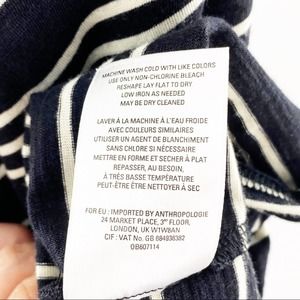 MACHINE WASH COLD WITH LIKE COLORS
USE ONLY NON-CHLORINE BLEACH
RESHAPE LAY FLAT TO DRY
LOW IRON AS NEEDED
MAY BE DRY CLEANED
LAVER À LA MACHINE À L'EAU FROIDE
AVEC COULEURS SIMILAIRES
UTILISER UN AGENT DE BLANCHIMENT
SANS CHLORE SI NÉCESSAIRE
METTRE EN FORME ET SÉCHER À PLAT
REPASSER, AU BESOIN,
À TRÈS BASSE TEMPÉRATURE
PEUT-ÊTRE ÊTRE NETTOYER À SEC
FOR EU : IMPORTED BY ANTHROPOLOGIE
24 MARKET PLACE, 3RD FLOOR,
LONDON, UK W1W8AN
CIF : VAT No. GB 684938382
OB607114